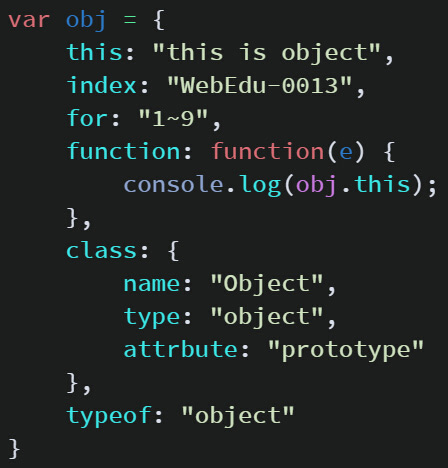 var obj = {
    this: "this is object",
    index: "WebEdu-0013",
    for: "1~9",
    function: function(e) {
        console.log(obj.this);
    },
    class: {
        name: "Object",
        type: "object",
        attrbute: "prototype"
    },
    typeof: "object"
}